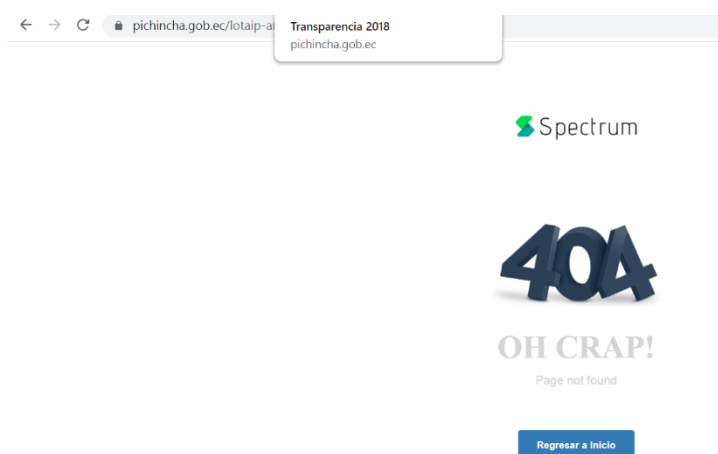 pichincha.gob.ec/lotaip-a
Transparencia 2018
pichincha.gob.ec
Spectrum
404
OH CRAP!
Page not found
Regresar a Inicio